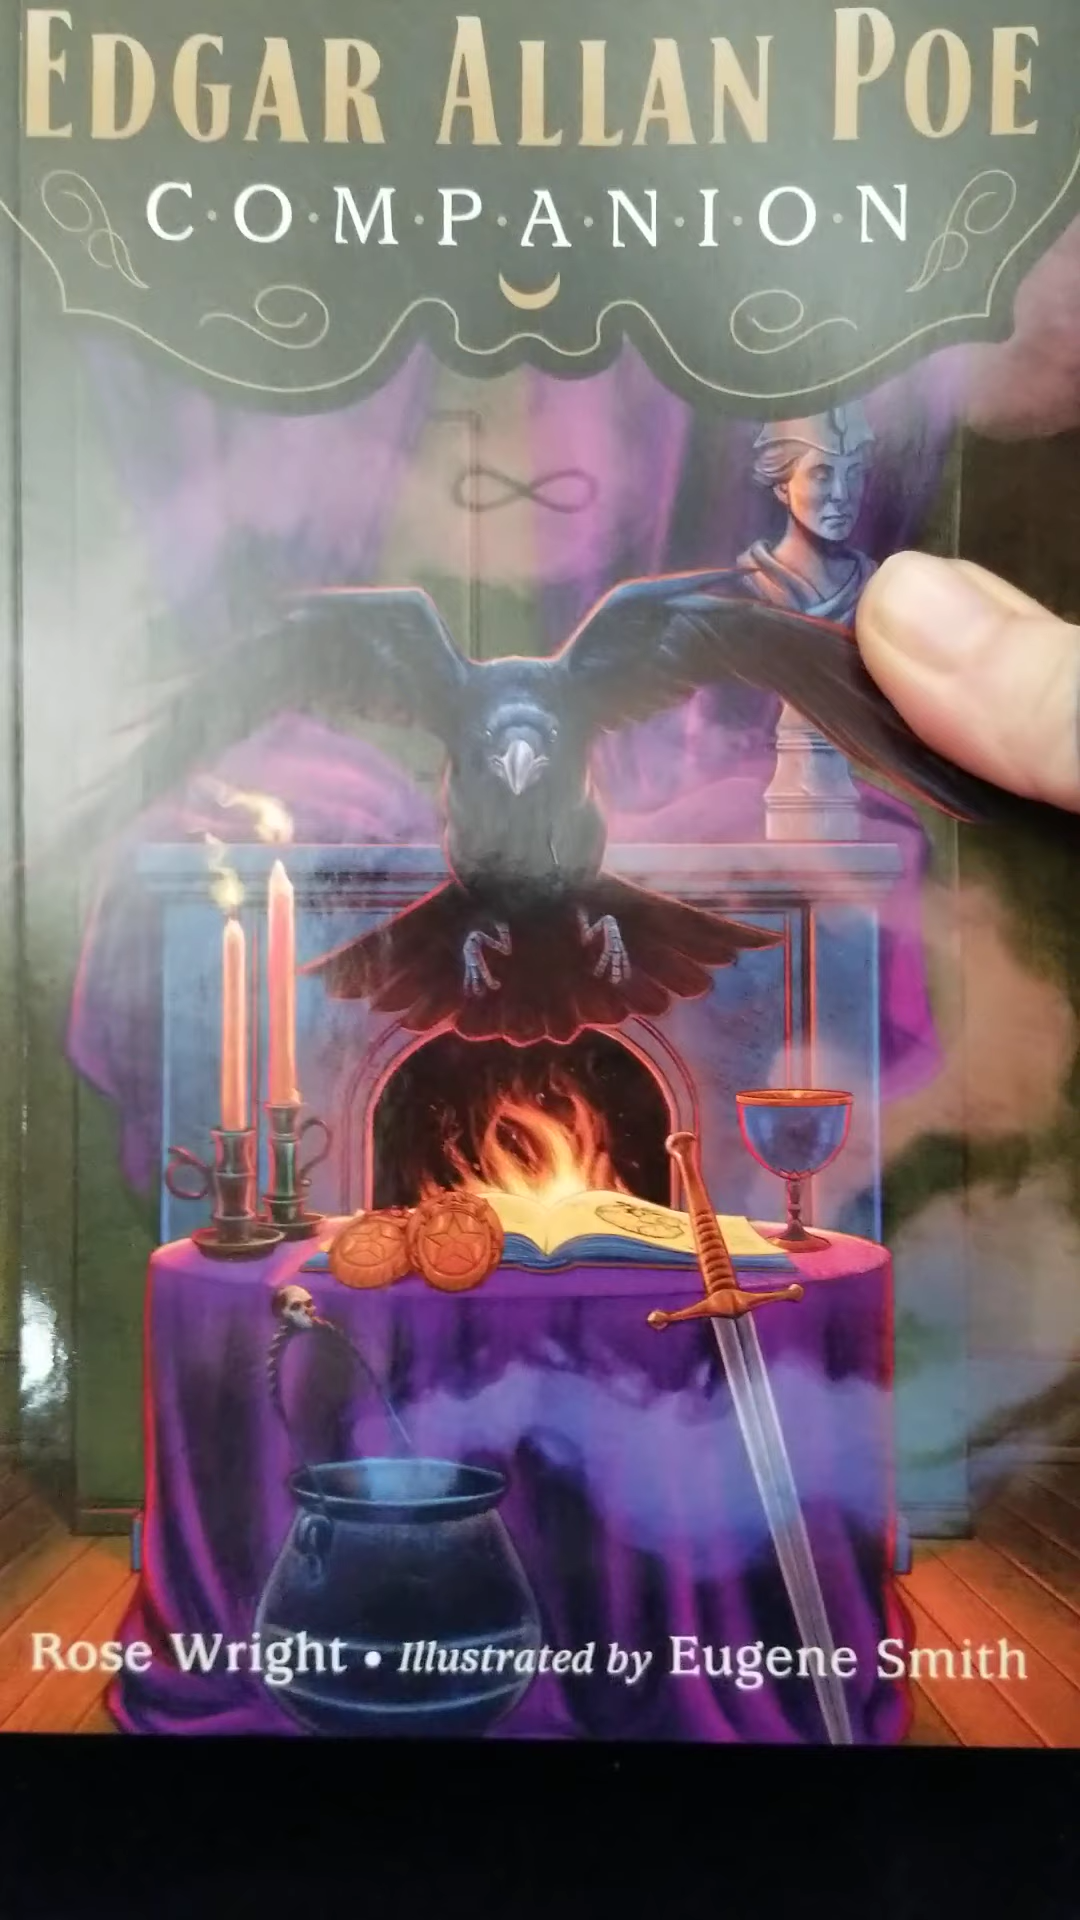 EDGAR ALLAN POE
C·O·M·P·A·N·I·O·N
Rose Wright • Illustrated by Eugene Smith